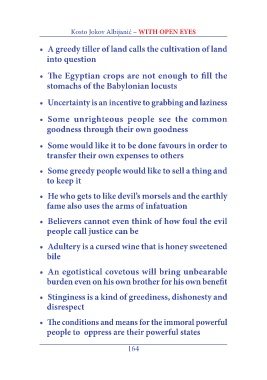 Kosto Jokov Albijanić – WITH OPEN EYES
• A greedy tiller of land calls the cultivation of land
into question
• The Egyptian crops are not enough to fill the
stomachs of the Babylonian locusts
• Uncertainty is an incentive to grabbing and laziness
• Some unrighteous people see the common
goodness through their own goodness
• Some would like it to be done favours in order to
transfer their own expenses to others
• Some greedy people would like to sell a thing and
to keep it
• He who gets to like devil's morsels and the earthly
fame also uses the arms of infatuation
• Believers cannot even think of how foul the evil
people call justice can be
• Adultery is a cursed wine that is honey sweetened
bile
• An egotistical covetous will bring unbearable
burden even on his own brother for his own benefit
• Stinginess is a kind of greediness, dishonesty and
disrespect
• The conditions and means for the immoral powerful
people to oppress are their powerful states
164